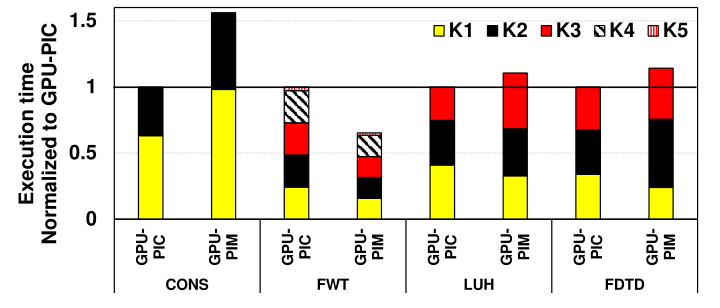 Execution time
Normalized to GPU-PIC
1.5
1
0.5
0
K1 K2 K3 K4 K5
GPU-PIC GPU-PIM GPU-PIC GPU-PIM GPU-PIC GPU-PIM GPU-PIC GPU-PIM
CONS FWT LUH FDTD